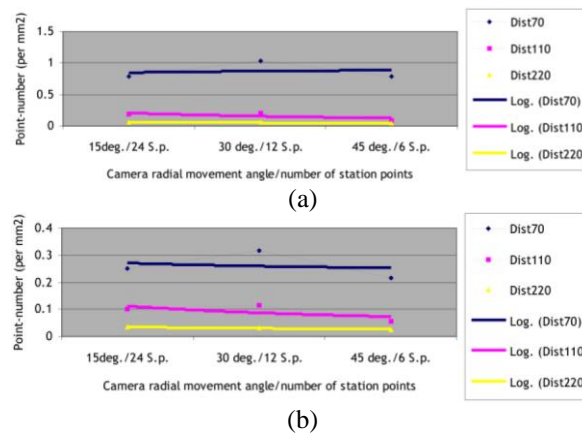 Point-number (per mm2)
1.5
1
0.5
0
15deg./24 S.p.
30 deg./12 S.p.
45 deg./6 S.p.
Camera radial movement angle/number of station points
Dist70
Dist110
Dist220
Log. (Dist70)
Log. (Dist110)
Log. (Dist220)
(a)
Point-number (per mm2)
0.4
0.3
0.2
0.1
0
15deg./24 S.p.
30 deg./12 S.p.
45 deg./6 S.p.
Camera radial movement angle/number of station points
Dist70
Dist110
Dist220
Log. (Dist70)
Log. (Dist110)
Log. (Dist220)
(b)